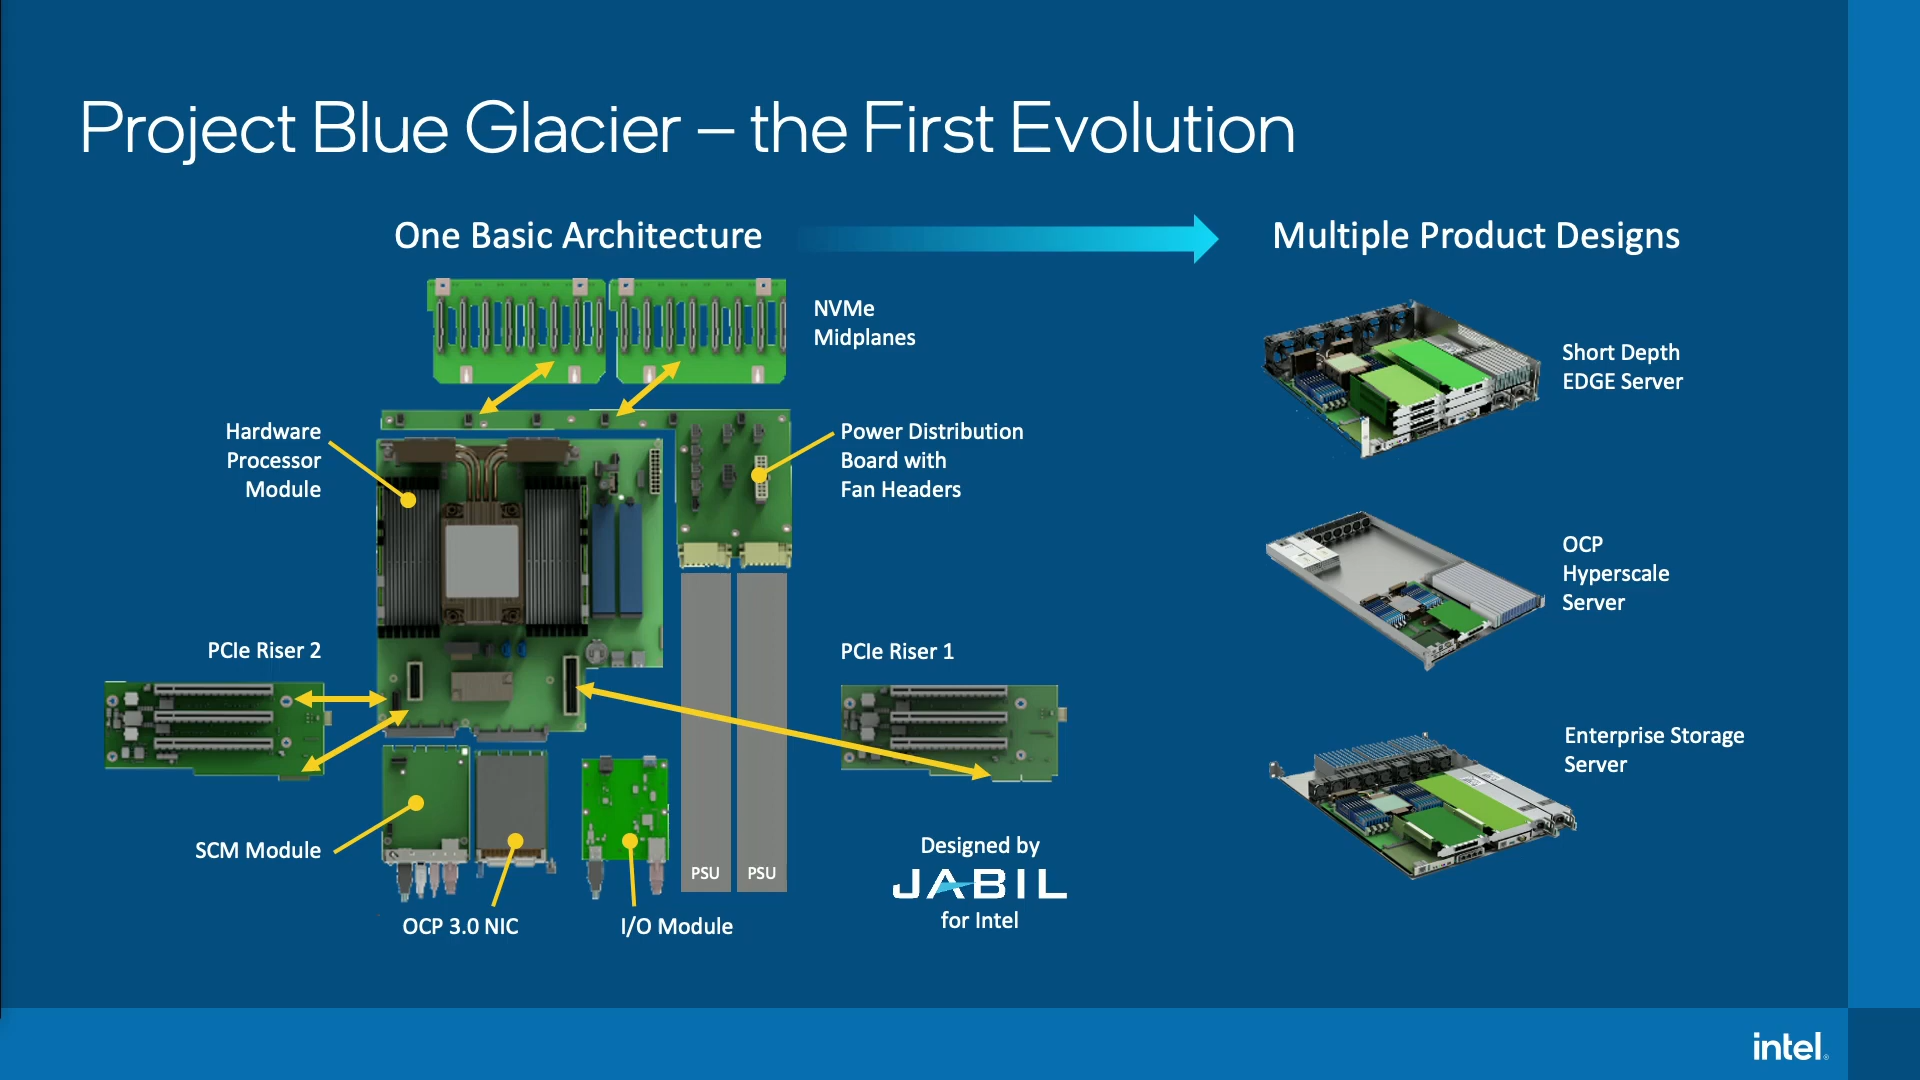 Project Blue Glacier – the First Evolution
One Basic Architecture
Multiple Product Designs
NVMe
Midplanes
Hardware
Processor
Module
Power Distribution
Board with
Fan Headers
PCIe Riser 2
PCIe Riser 1
SCM Module
OCP 3.0 NIC
I/O Module
PSU
PSU
Designed by
JABIL
for Intel
Short Depth
EDGE Server
OCP
Hyperscale
Server
Enterprise Storage
Server
intel